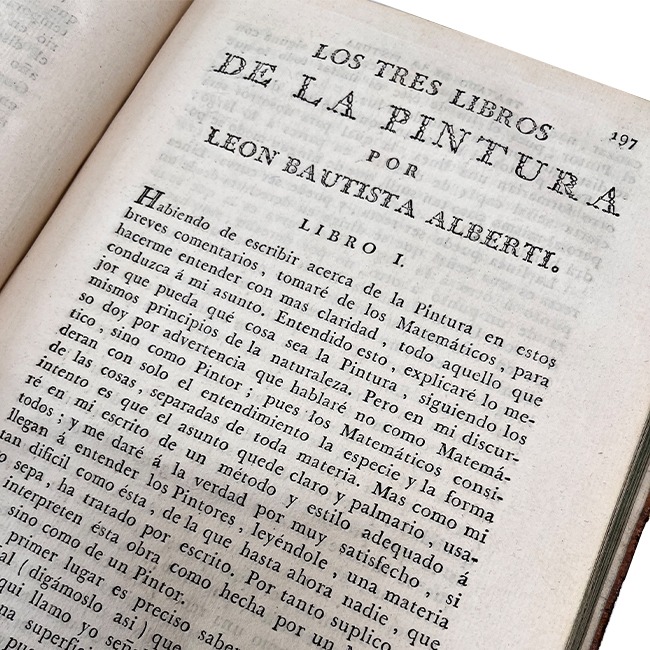 197
LOS TRES LIBROS
DE LA PINTURA
POR
LEON BAUTISTA ALBERTI.
LIBRO I.
Habiendo de escribir acerca de la Pintura en estos
breves comentarios, tomaré de los Matemáticos, para
hacerme entender con mas claridad, todo aquello que
conduzca á mi asunto. Entendido esto, explicaré lo me-
jor que pueda qué cosa sea la Pintura, siguiendo los
mismos principios de la naturaleza. Pero en mi discur-
so doy por advertencia que hablaré no como Matemá-
tico, sino como Pintor; pues los Matemáticos consi-
deran con solo el entendimiento la especie y la forma
de las cosas, separadas de toda materia. Mas como mi
intento es que el asunto quede claro y palmario, usa-
ré en mi escrito de un método y estilo adequado á
todos; y me daré á la verdad por muy satisfecho, si
llegan á entender los Pintores, leyéndole, una materia
tan dificil como ésta, de la que hasta ahora nadie, que
sepa, ha tratado por escrito. Por tanto suplico
interpreten esta obra como hecha por un
sino como de un Pintor.
primer lugar es preciso saber
(digámoslo asi) que
qui llamo yo